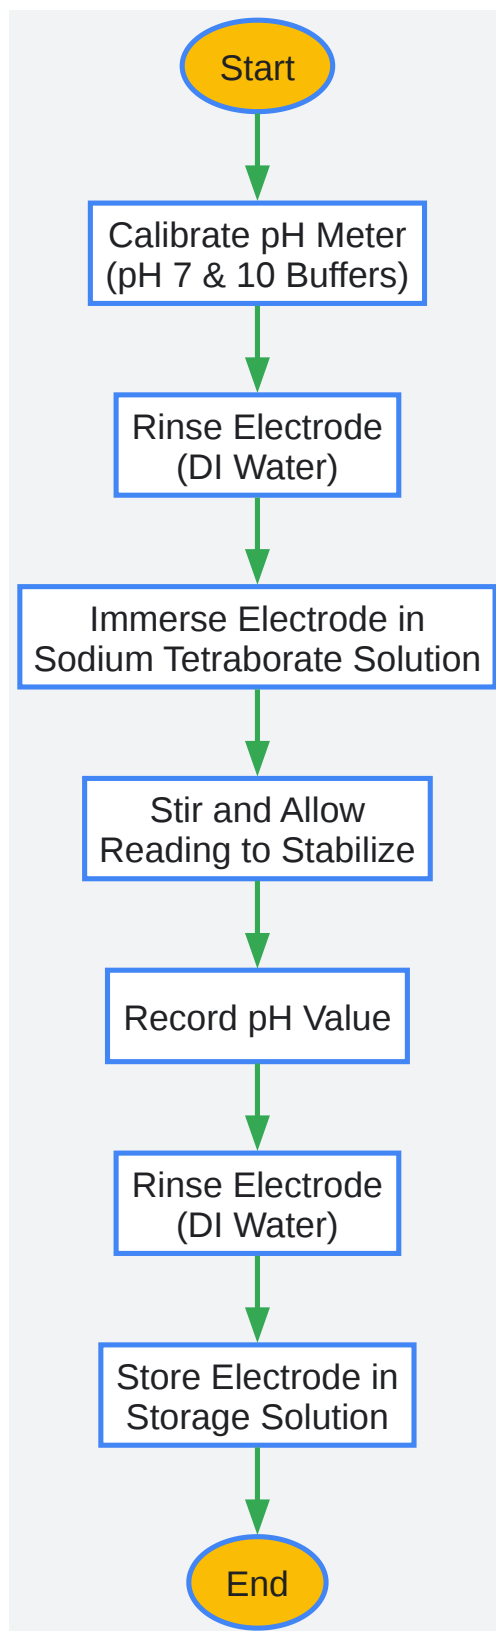 Start
Calibrate pH Meter
(pH 7 & 10 Buffers)
Rinse Electrode
(DI Water)
Immerse Electrode in
Sodium Tetraborate Solution
Stir and Allow
Reading to Stabilize
Record pH Value
Rinse Electrode
(DI Water)
Store Electrode in
Storage Solution
End